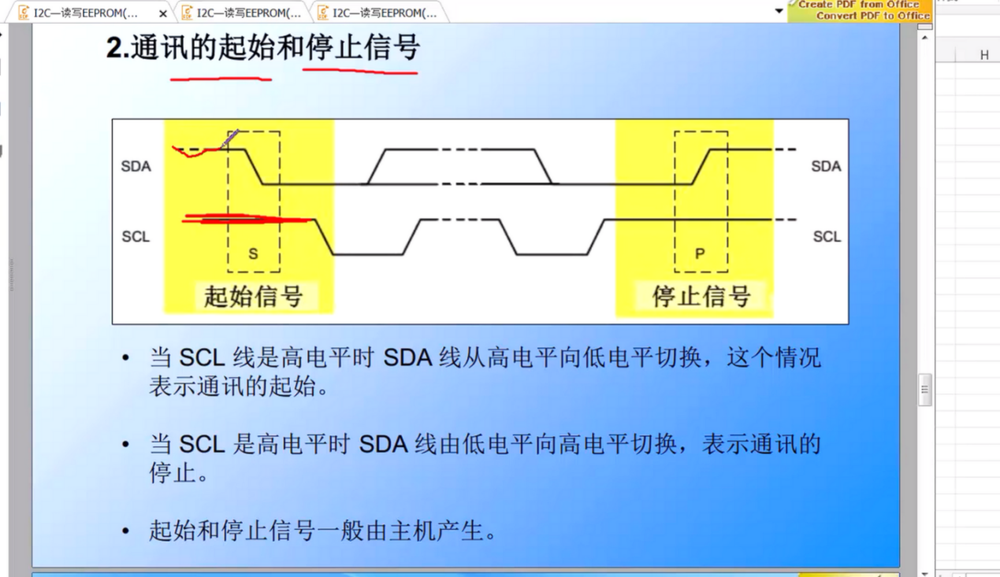 I2C—读写EEPROM(...
I2C—读写EEPROM(...
I2C—读写EEPROM(...
Create PDF from Office
Convert PDF to Office
H
2.通讯的起始和停止信号
SDA
SDA
SCL
SCL
S
P
起始信号
停止信号
• 当 SCL 线是高电平时 SDA 线从高电平向低电平切换，这个情况
表示通讯的起始。
• 当 SCL 是高电平时 SDA 线由低电平向高电平切换，表示通讯的
停止。
• 起始和停止信号一般由主机产生。